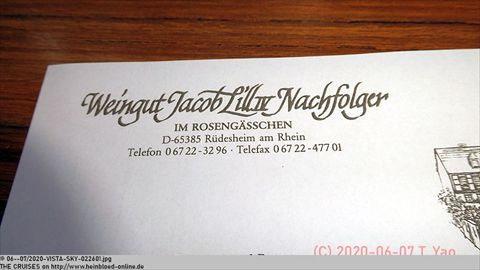 Weingut Jacob Lill IV Nachfolger
IM ROSENGÄSSCHEN
D-65385 Rüdesheim am Rhein
Telefon 0 67 22 - 32 96 · Telefax 0 67 22 - 477 01
(C) 2020-06-07 T. Yao
© 06--07/2020-VISTA-SKY-022601.jpg
THE CRUISES on http://www.heinbloed-online.de